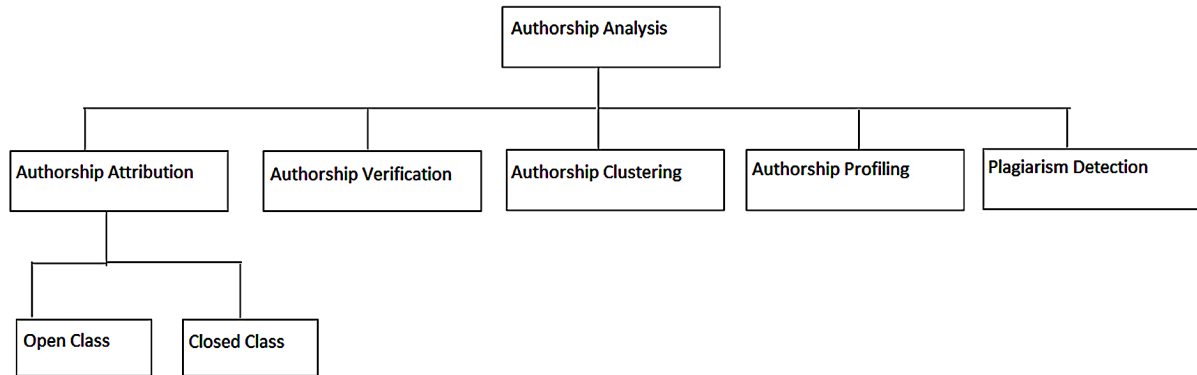 Authorship Analysis
Authorship Attribution
Authorship Verification
Authorship Clustering
Authorship Profiling
Plagiarism Detection
Open Class
Closed Class